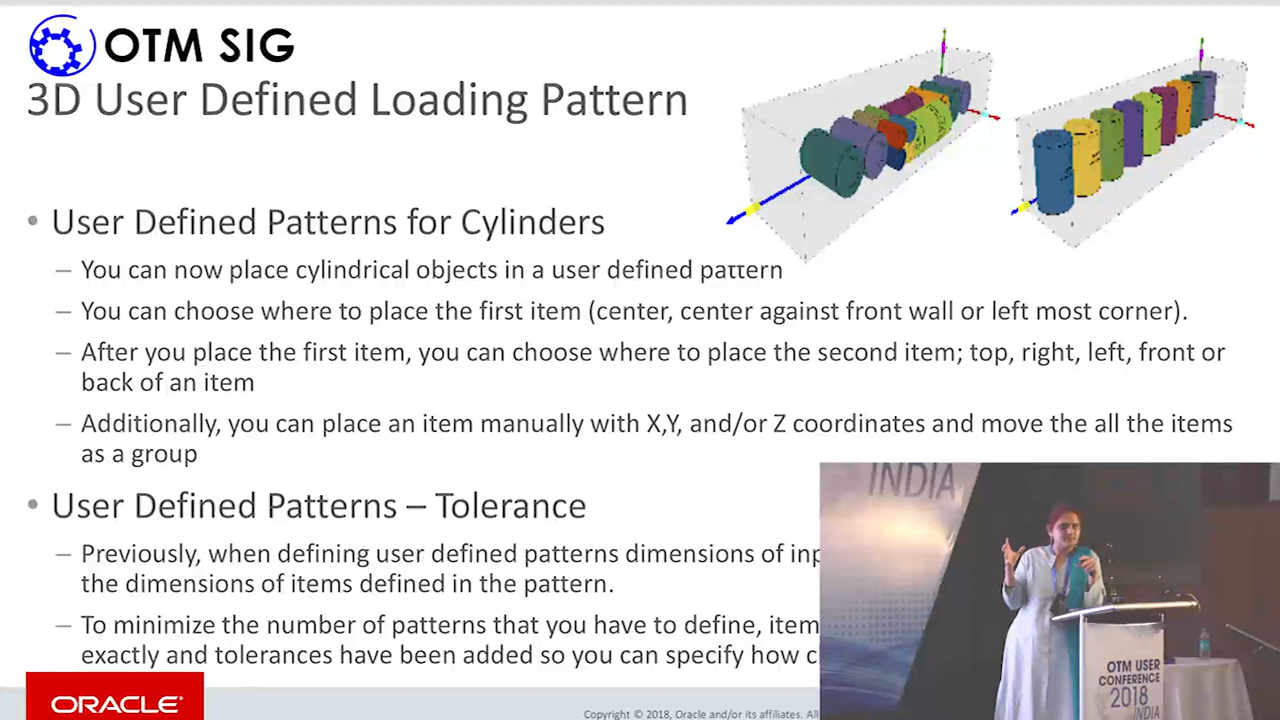 OTM SIG
3D User Defined Loading Pattern
• User Defined Patterns for Cylinders
– You can now place cylindrical objects in a user defined pattern
– You can choose where to place the first item (center, center against front wall or left most corner).
– After you place the first item, you can choose where to place the second item; top, right, left, front or
back of an item
– Additionally, you can place an item manually with X,Y, and/or Z coordinates and move the all the items
as a group
• User Defined Patterns – Tolerance
– Previously, when defining user defined patterns dimensions of
the dimensions of items defined in the pattern.
– To minimize the number of patterns that you have to define, item
exactly and tolerances have been added so you can specify how
INDIA
OTM USER
CONFERENCE
2018
INDIA
ORACLE
Copyright © 2018, Oracle and/or its affiliates.